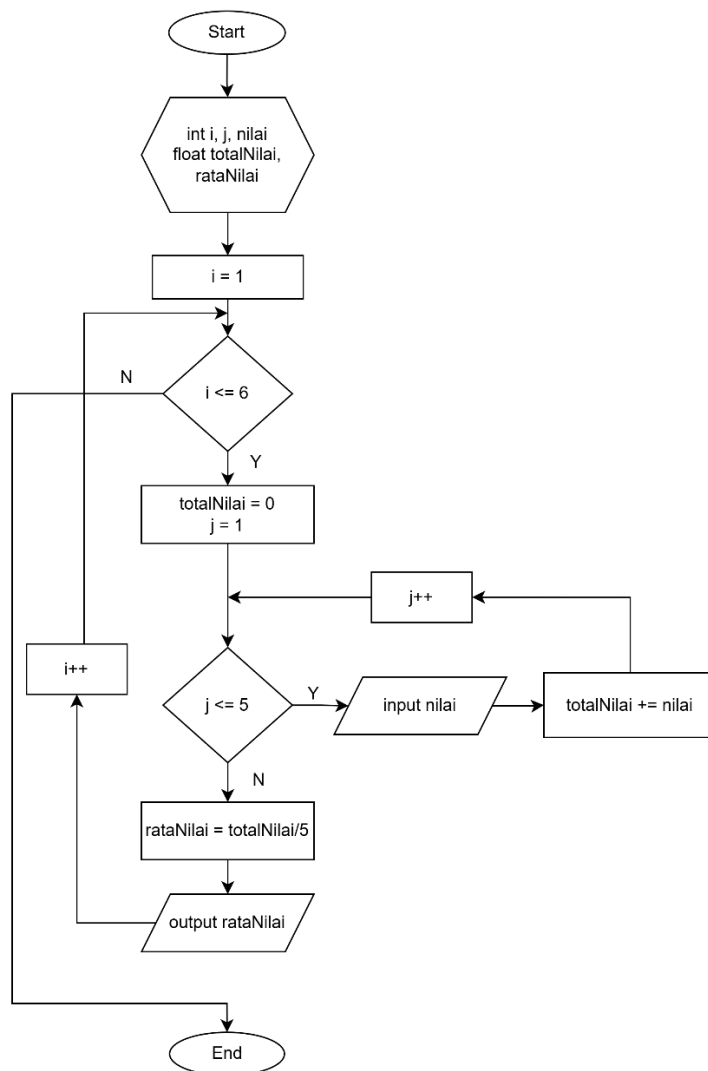 Start
int i, j, nilai
float totalNilai,
rataNilai
i = 1
i <= 6
N
Y
totalNilai = 0
j = 1
j++
i++
j <= 5
Y
input nilai
totalNilai += nilai
N
rataNilai = totalNilai/5
output rataNilai
End